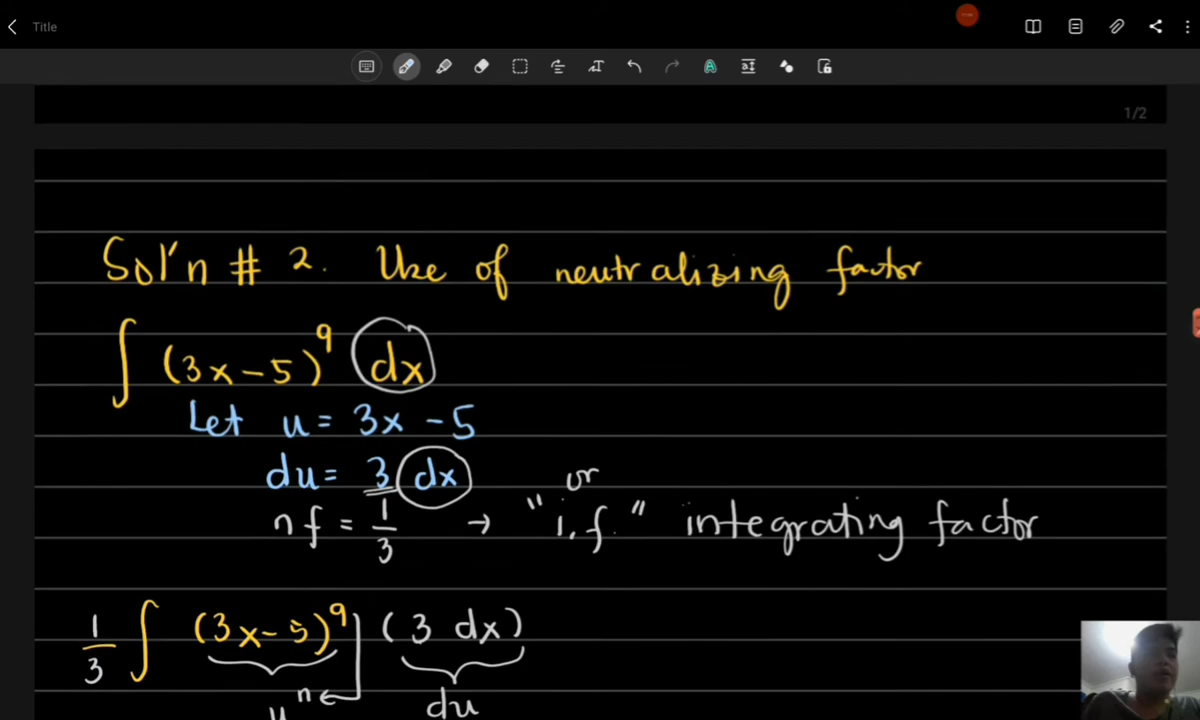 Title
1/2
Sol'n # 2. Use of neutralizing factor
∫ (3x-5)⁹ dx
Let u = 3x - 5
du = 3 dx
or
nf = 1/3 → "i.f." integrating factor
1/3 ∫ (3x-5)⁹ (3 dx)
uⁿ du